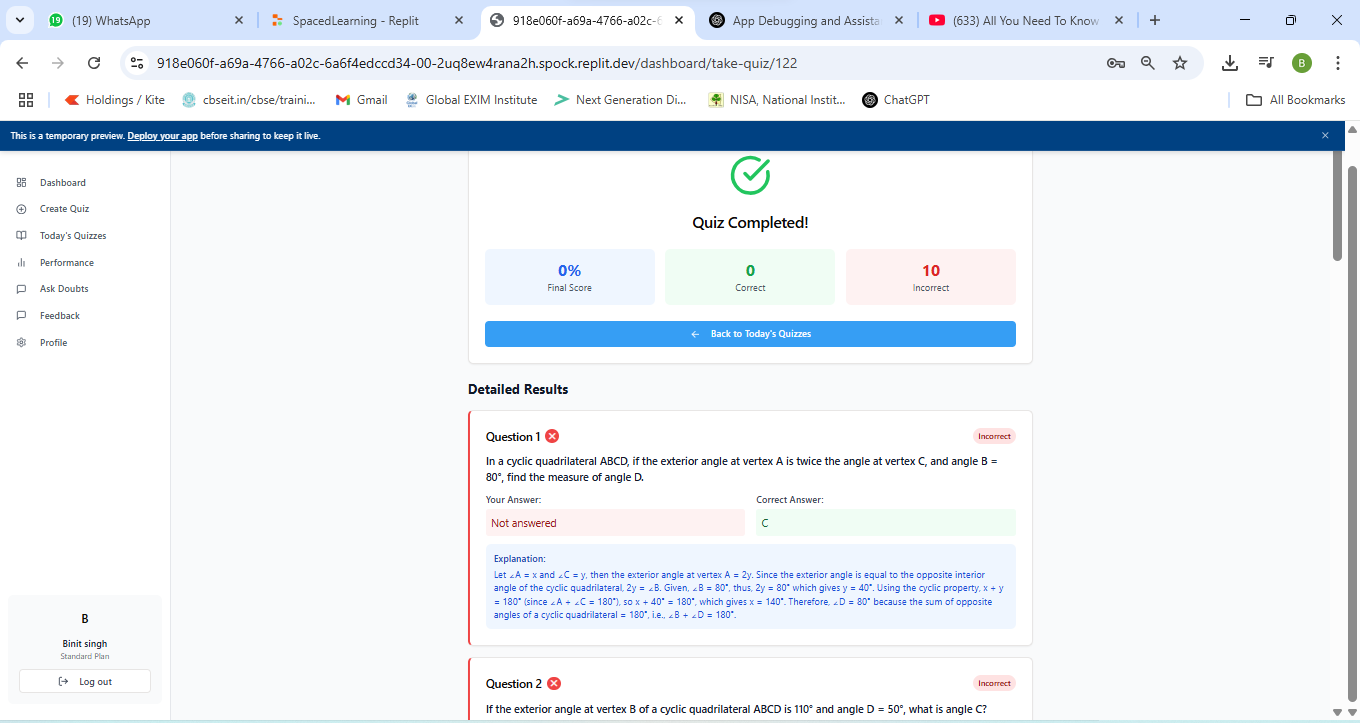 (19) WhatsApp
SpacedLearning - Replit
918e060f-a69a-4766-a02c-6
App Debugging and Assista
(633) All You Need To Know
918e060f-a69a-4766-a02c-6a6f4edccd34-00-2uq8ew4rana2h.spock.replit.dev/dashboard/take-quiz/122
B
Holdings / Kite
cbseit.in/cbse/traini...
Gmail
Global EXIM Institute
Next Generation Di...
NISA, National Instit...
ChatGPT
All Bookmarks
This is a temporary preview. Deploy your app before sharing to keep it live.
Dashboard
Create Quiz
Today's Quizzes
Performance
Ask Doubts
Feedback
Profile
B
Binit singh
Standard Plan
Log out
Quiz Completed!
0%
Final Score
0
Correct
10
Incorrect
Back to Today's Quizzes
Detailed Results
Question 1
Incorrect
In a cyclic quadrilateral ABCD, if the exterior angle at vertex A is twice the angle at vertex C, and angle B =
80°, find the measure of angle D.
Your Answer:
Not answered
Correct Answer:
C
Explanation:
Let ∠A = x and ∠C = y, then the exterior angle at vertex A = 2y. Since the exterior angle is equal to the opposite interior
angle of the cyclic quadrilateral, 2y = ∠B. Given, ∠B = 80°, thus, 2y = 80° which gives y = 40°. Using the cyclic property, x + y
= 180° (since ∠A + ∠C = 180°), so x + 40° = 180°, which gives x = 140°. Therefore, ∠D = 80° because the sum of opposite
angles of a cyclic quadrilateral = 180°, i.e., ∠B + ∠D = 180°.
Question 2
Incorrect
If the exterior angle at vertex B of a cyclic quadrilateral ABCD is 110° and angle D = 50°, what is angle C?